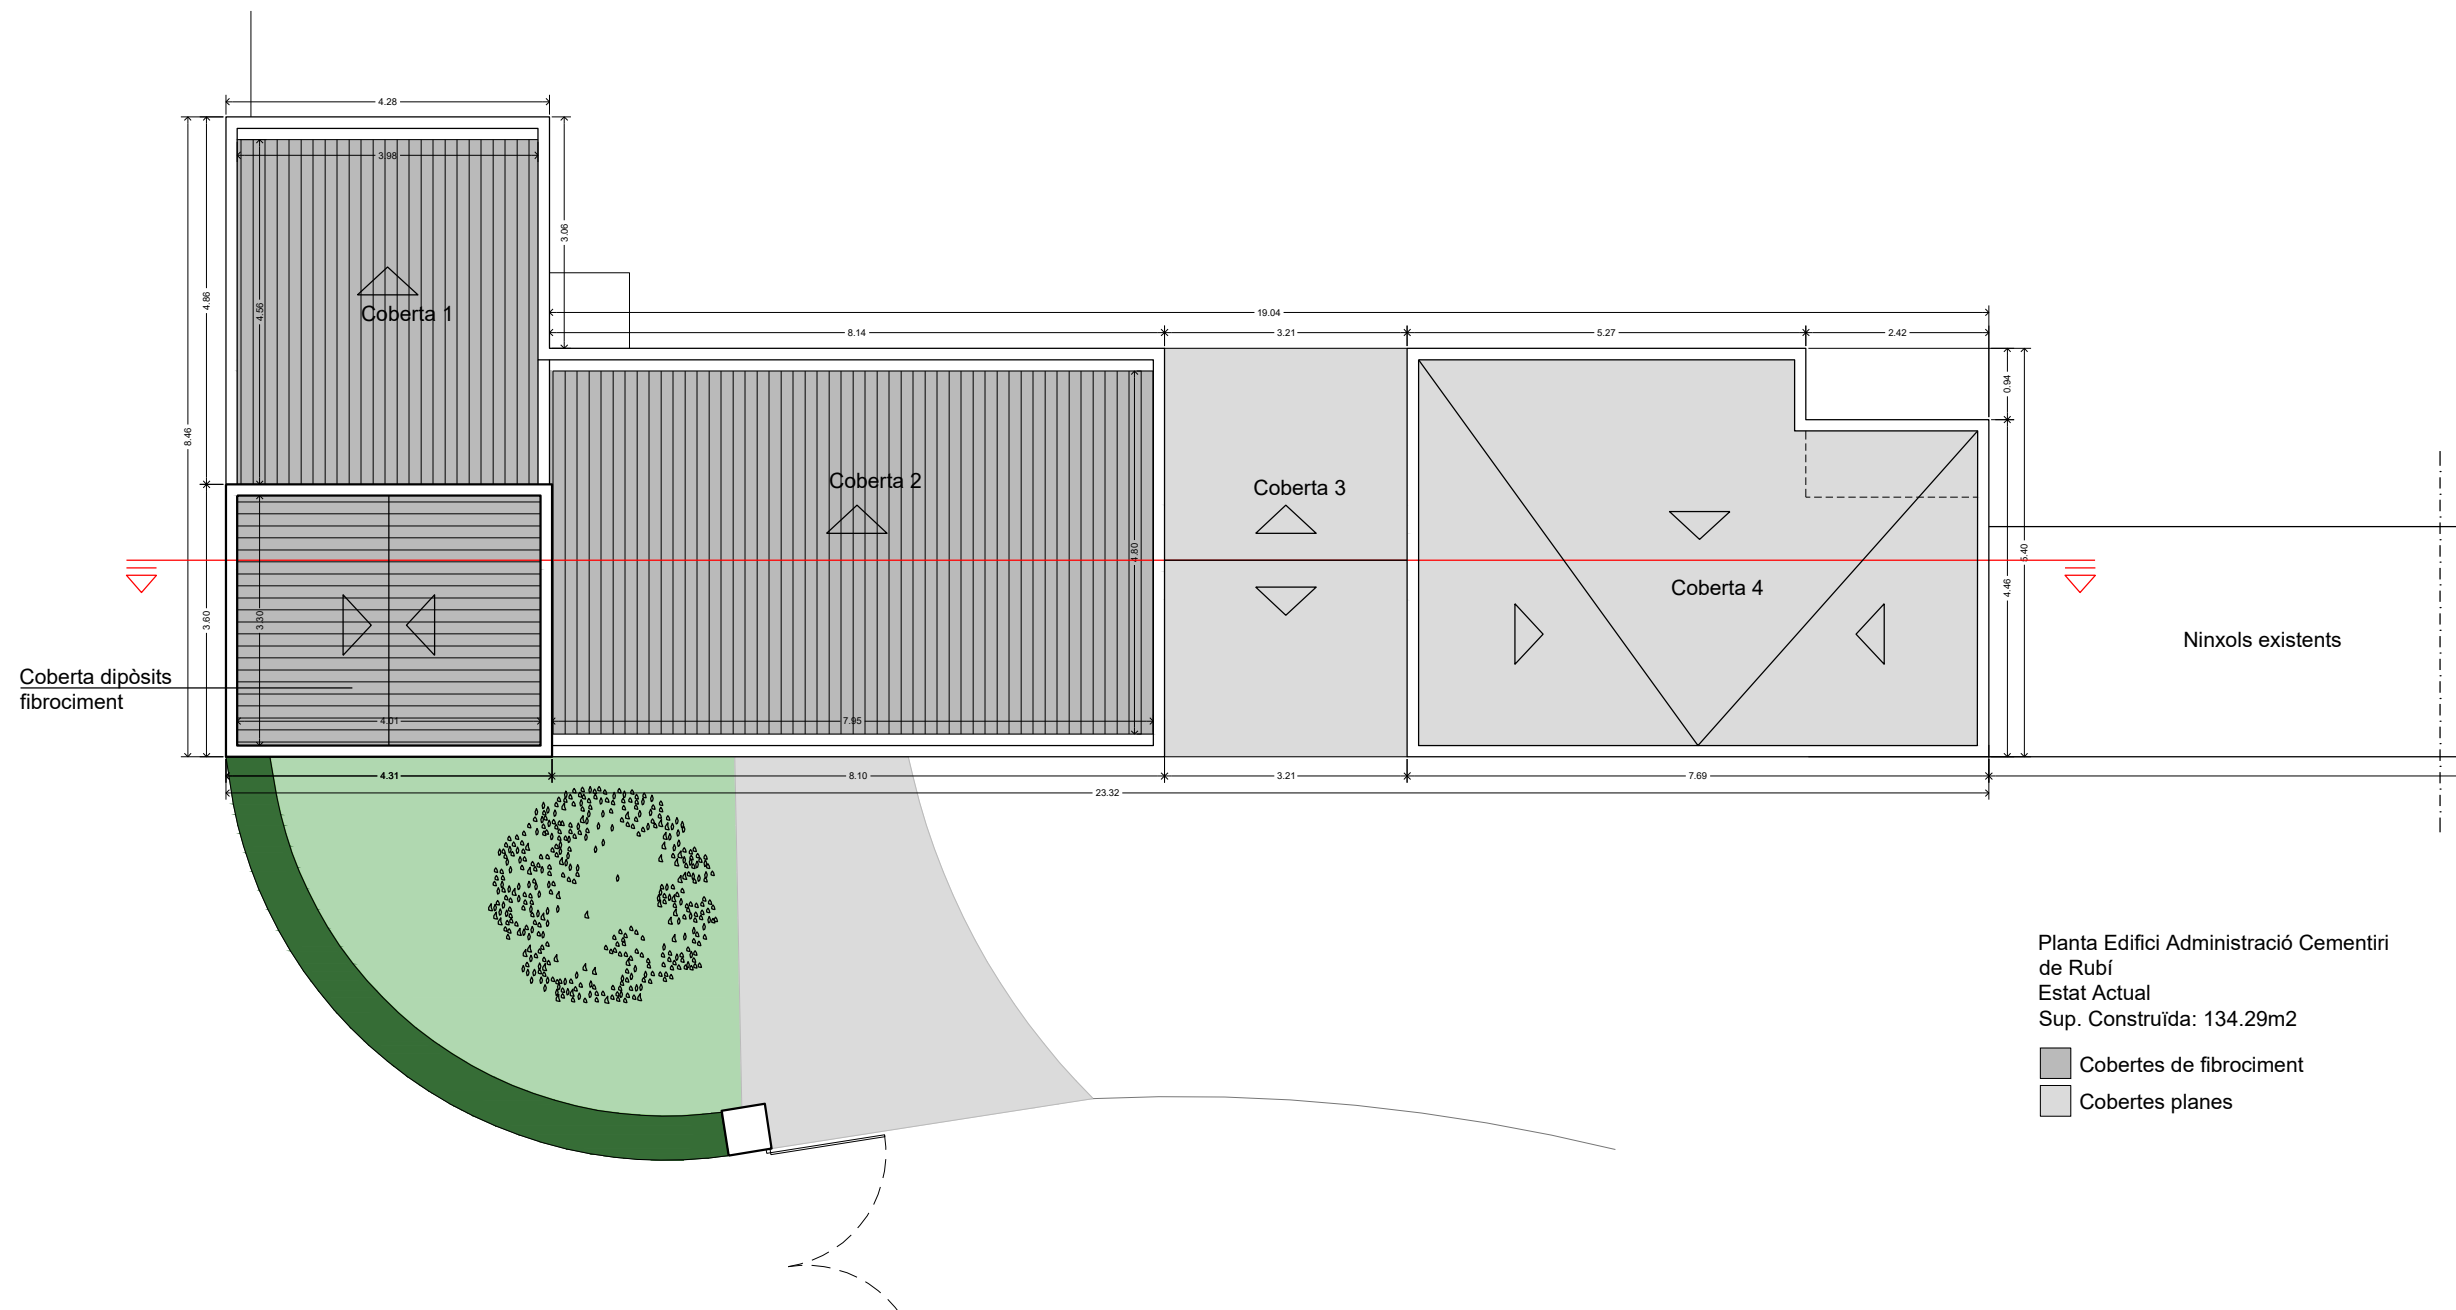 4.28
3.98
3.06
4.86
4.56
Coberta 1
19.04
8.14
3.21
5.27
2.42
0.94
8.46
Coberta 2
Coberta 3
4.80
5.40
4.46
Coberta 4
3.60
3.30
Ninxols existents
Coberta dipòsits
fibrociment
4.01
7.95
4.31
8.10
3.21
7.69
23.32
Planta Edifici Administració Cementiri
de Rubí
Estat Actual
Sup. Construïda: 134.29m2
Cobertes de fibrociment
Cobertes planes